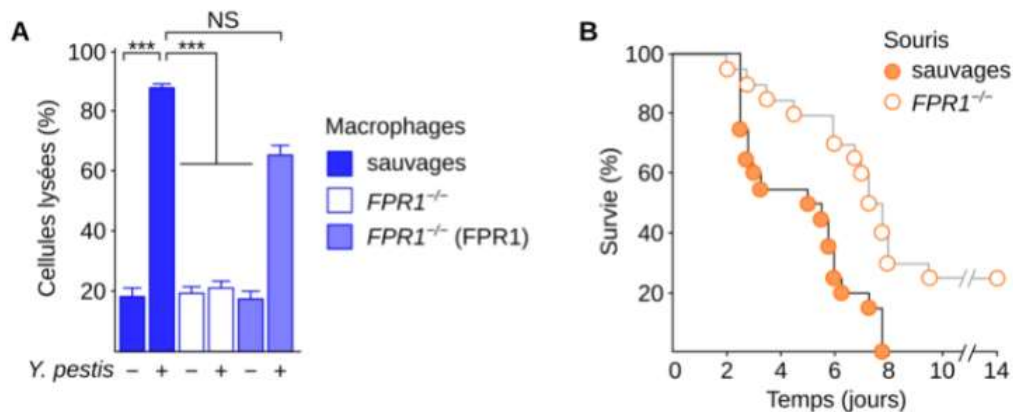 A
NS
*** ***
Cellules lysées (%)
100
80
60
40
20
Y. pestis – + – + – +
Macrophages
sauvages
FPR1–/–
FPR1–/– (FPR1)
B
Souris
sauvages
FPR1–/–
Survie (%)
100
80
60
40
20
0 2 4 6 8 10 14
Temps (jours)